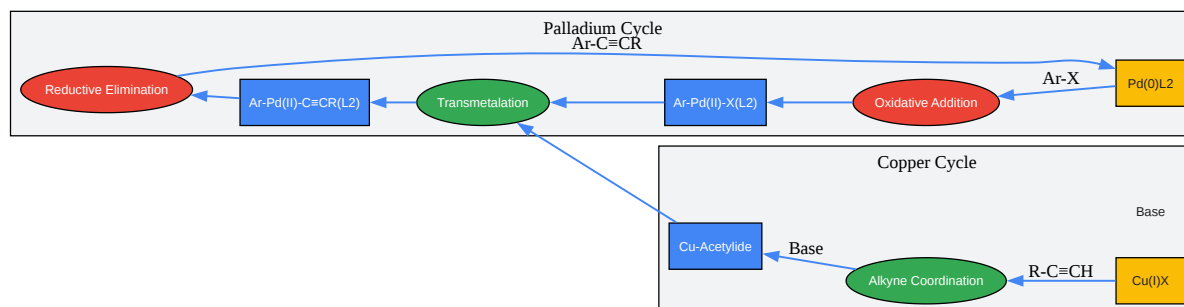 Palladium Cycle
Ar-C≡CR
Reductive Elimination
Ar-Pd(II)-C≡CR(L2)
Transmetalation
Ar-Pd(II)-X(L2)
Oxidative Addition
Ar-X
Pd(0)L2
Copper Cycle
Base
Cu-Acetylide
Base
Alkyne Coordination
R-C≡CH
Cu(I)X